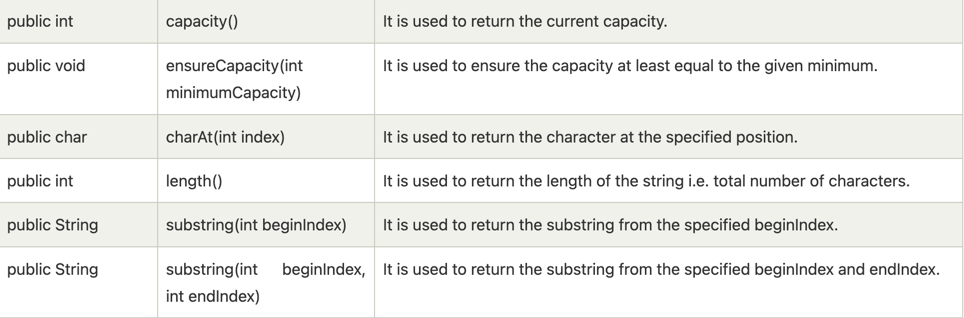 public int capacity() It is used to return the current capacity.
public void ensureCapacity(int It is used to ensure the capacity at least equal to the given minimum.
minimumCapacity)
public char charAt(int index) It is used to return the character at the specified position.
public int length() It is used to return the length of the string i.e. total number of characters.
public String substring(int beginIndex) It is used to return the substring from the specified beginIndex.
public String substring(int beginIndex, It is used to return the substring from the specified beginIndex and endIndex.
int endIndex)